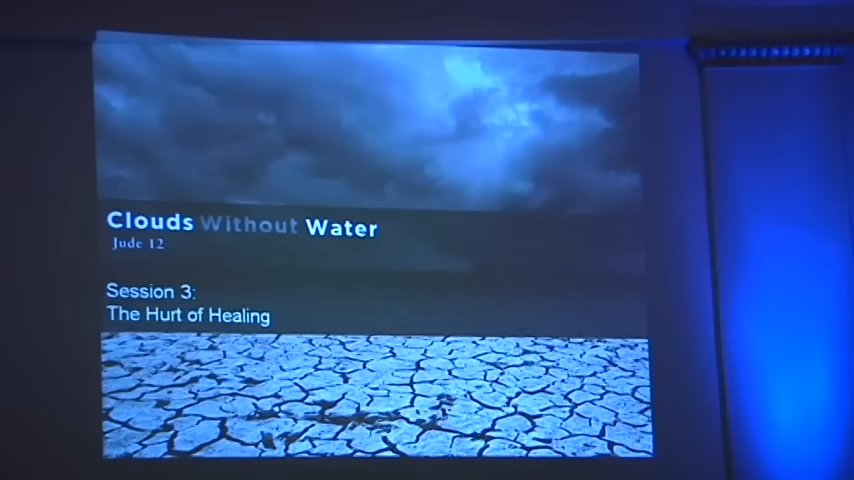 Clouds Without Water
Jude 12
Session 3:
The Hurt of Healing